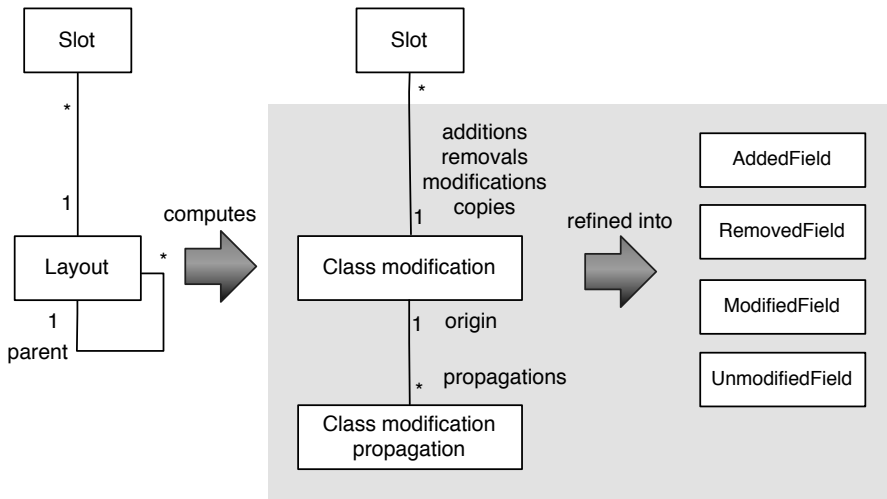 Slot
*
1
Layout
*
1
parent
computes
Slot
*
additions
removals
modifications
copies
1
Class modification
1
origin
*
propagations
Class modification
propagation
refined into
AddedField
RemovedField
ModifiedField
UnmodifiedField